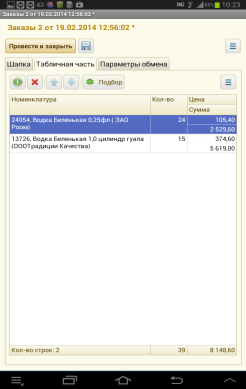 91%
10:23
Заказы 2 от 19.02.2014 12:56:02 *
Заказы 2 от 19.02.2014 12:56:02 *
Провести и закрыть
Шапка Табличная часть Параметры обмена
Подбор
Номенклатура Кол-во Цена
Сумма
24054, Водка Беленькая 0,25фл ( ЗАО 24 105,40
Роом) 2 529,60
13726, Водка Беленькая 1,0 цилиндр гуала 15 374,60
(ОООТрадиции Качества) 5 619,00
Кол-во строк: 2 39 8 148,60